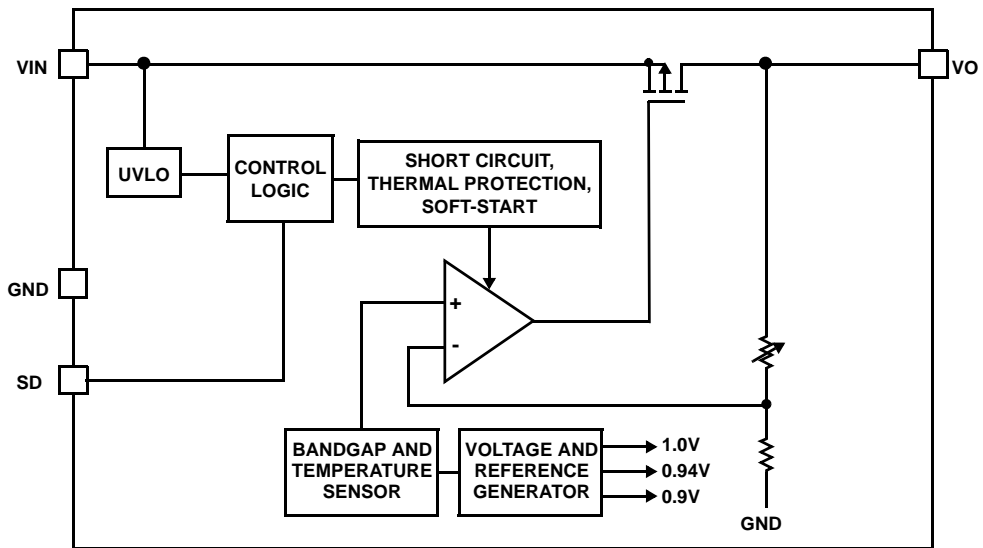 VIN
VO
UVLO
CONTROL
LOGIC
SHORT CIRCUIT,
THERMAL PROTECTION,
SOFT-START
GND
+
-
SD
BANDGAP AND
TEMPERATURE
SENSOR
VOLTAGE AND
REFERENCE
GENERATOR
1.0V
0.94V
0.9V
GND